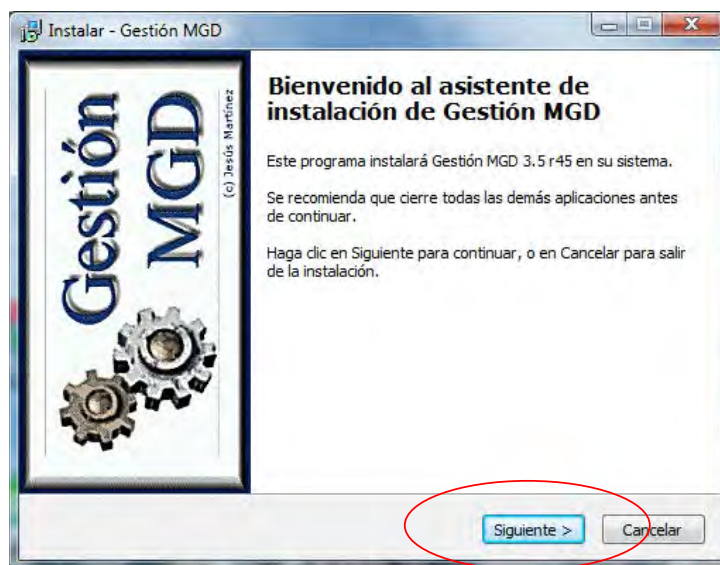 Instalar - Gestión MGD
Gestión
MGD
(c) Jesús Martínez
Bienvenido al asistente de
instalación de Gestión MGD
Este programa instalará Gestión MGD 3.5 r45 en su sistema.
Se recomienda que cierre todas las demás aplicaciones antes
de continuar.
Haga clic en Siguiente para continuar, o en Cancelar para salir
de la instalación.
Siguiente >
Cancelar